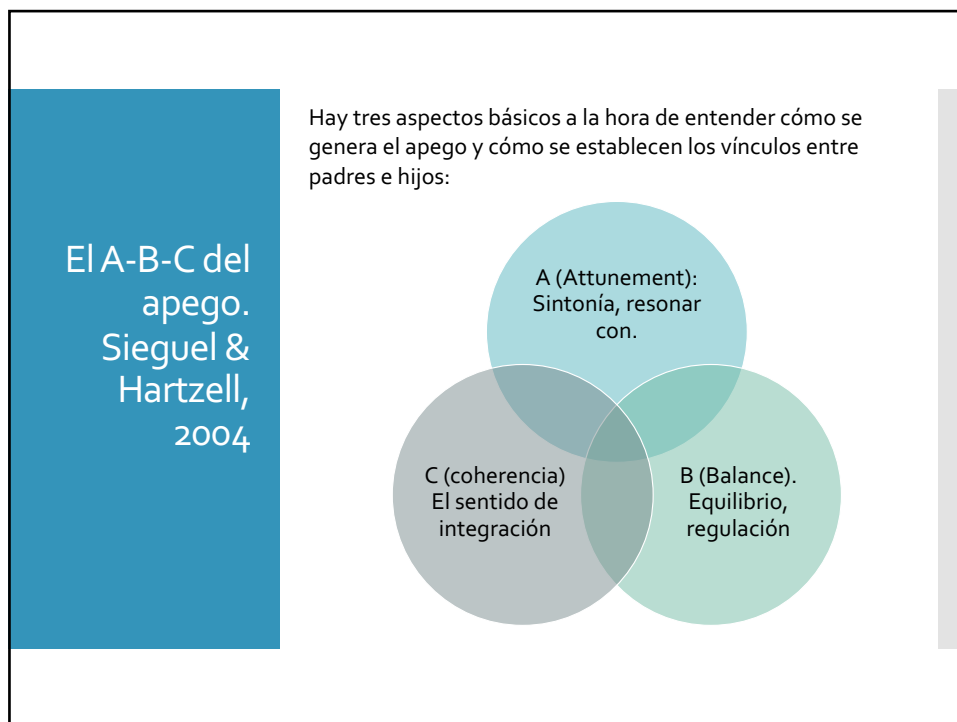 El A-B-C del
apego.
Sieguel &
Hartzell,
2004
Hay tres aspectos básicos a la hora de entender cómo se
genera el apego y cómo se establecen los vínculos entre
padres e hijos:
A (Attunement):
Sintonía, resonar
con.
C (coherencia)
El sentido de
integración
B (Balance).
Equilibrio,
regulación